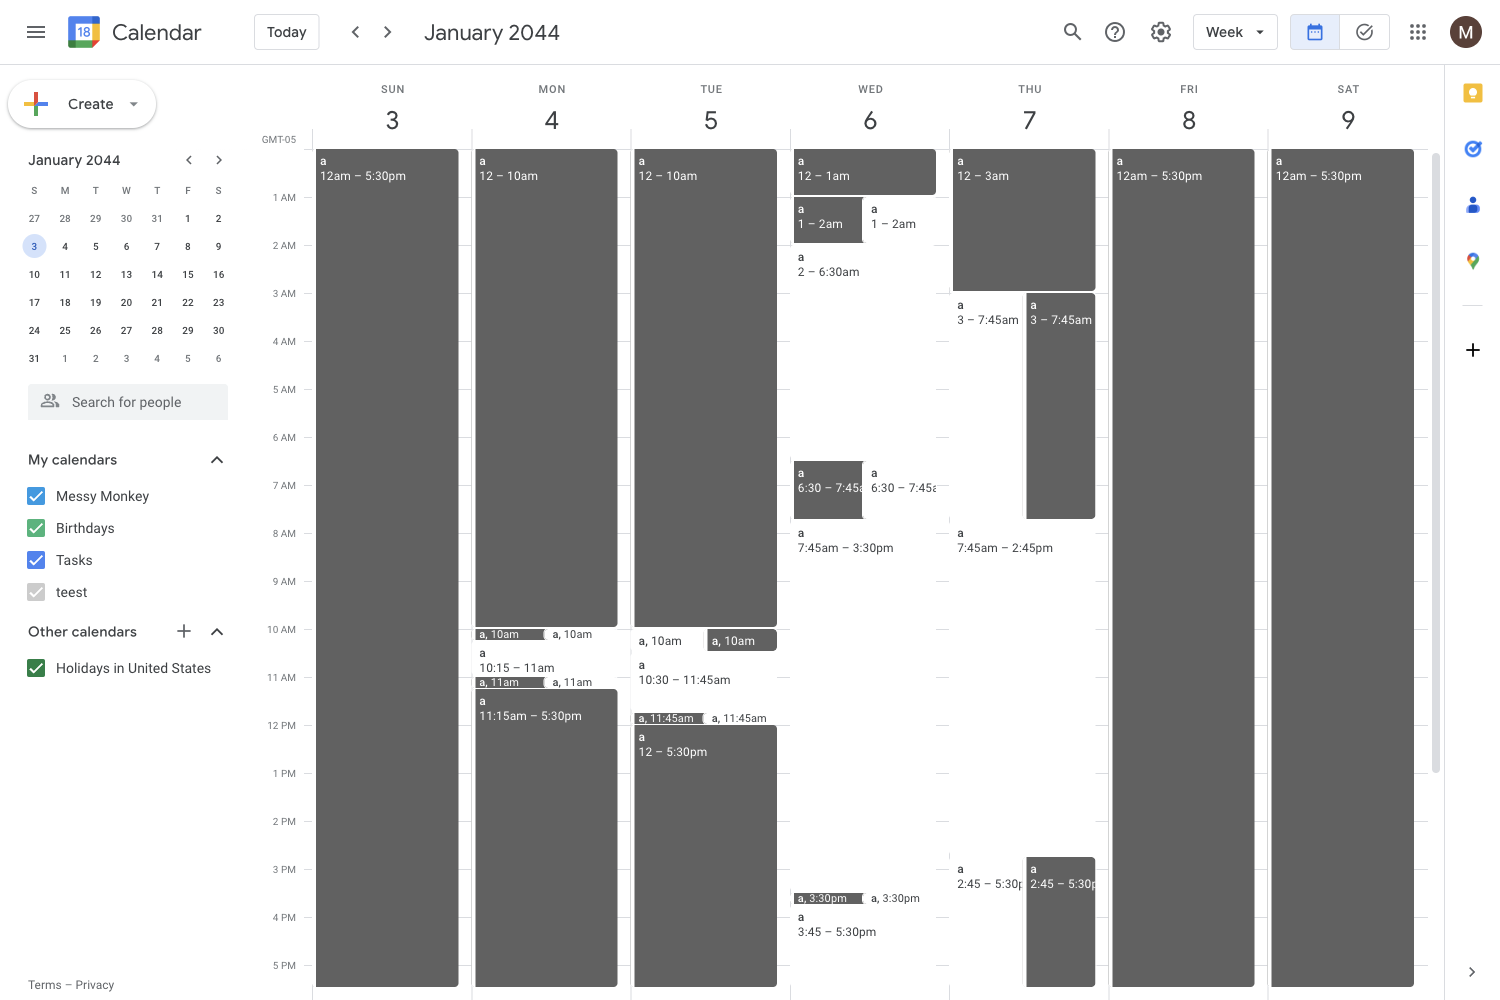 18 Calendar
Today
January 2044
Week
M
Create
January 2044
S M T W T F S
27 28 29 30 31 1 2
3 4 5 6 7 8 9
10 11 12 13 14 15 16
17 18 19 20 21 22 23
24 25 26 27 28 29 30
31 1 2 3 4 5 6
Search for people
My calendars
Messy Monkey
Birthdays
Tasks
teest
Other calendars
Holidays in United States
Terms – Privacy
GMT-05
SUN MON TUE WED THU FRI SAT
3 4 5 6 7 8 9
1 AM
2 AM
3 AM
4 AM
5 AM
6 AM
7 AM
8 AM
9 AM
10 AM
11 AM
12 PM
1 PM
2 PM
3 PM
4 PM
5 PM
a
12am – 5:30pm
a
12 – 10am
a, 10am
a, 10am
a
10:15 – 11am
a, 11am
a, 11am
a
11:15am – 5:30pm
a
12 – 10am
a, 10am
a, 10am
a
10:30 – 11:45am
a, 11:45am
a, 11:45am
a
12 – 5:30pm
a
12 – 1am
a
1 – 2am
a
1 – 2am
a
2 – 6:30am
a
6:30 – 7:45a
a
6:30 – 7:45a
a
7:45am – 3:30pm
a, 3:30pm
a, 3:30pm
a
3:45 – 5:30pm
a
12 – 3am
a
3 – 7:45am
a
3 – 7:45am
a
7:45am – 2:45pm
a
2:45 – 5:30p
a
2:45 – 5:30p
a
12am – 5:30pm
a
12am – 5:30pm